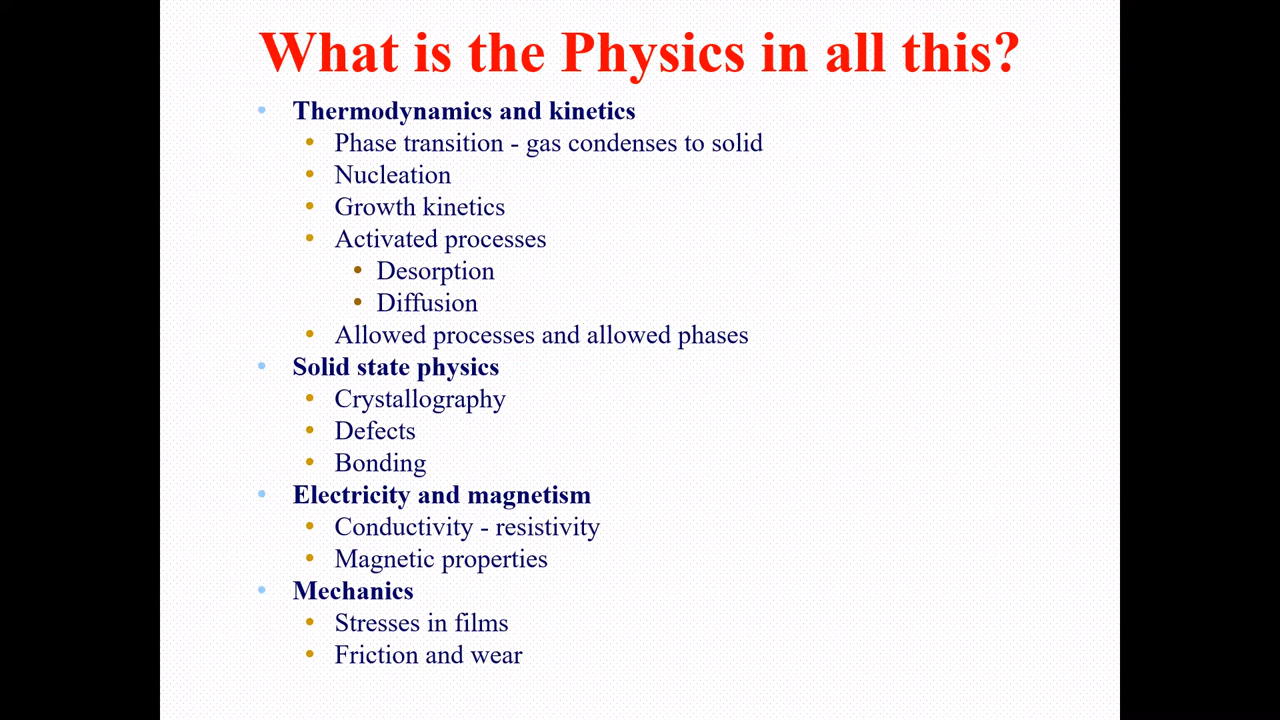 What is the Physics in all this?
• Thermodynamics and kinetics
• Phase transition - gas condenses to solid
• Nucleation
• Growth kinetics
• Activated processes
• Desorption
• Diffusion
• Allowed processes and allowed phases
• Solid state physics
• Crystallography
• Defects
• Bonding
• Electricity and magnetism
• Conductivity - resistivity
• Magnetic properties
• Mechanics
• Stresses in films
• Friction and wear